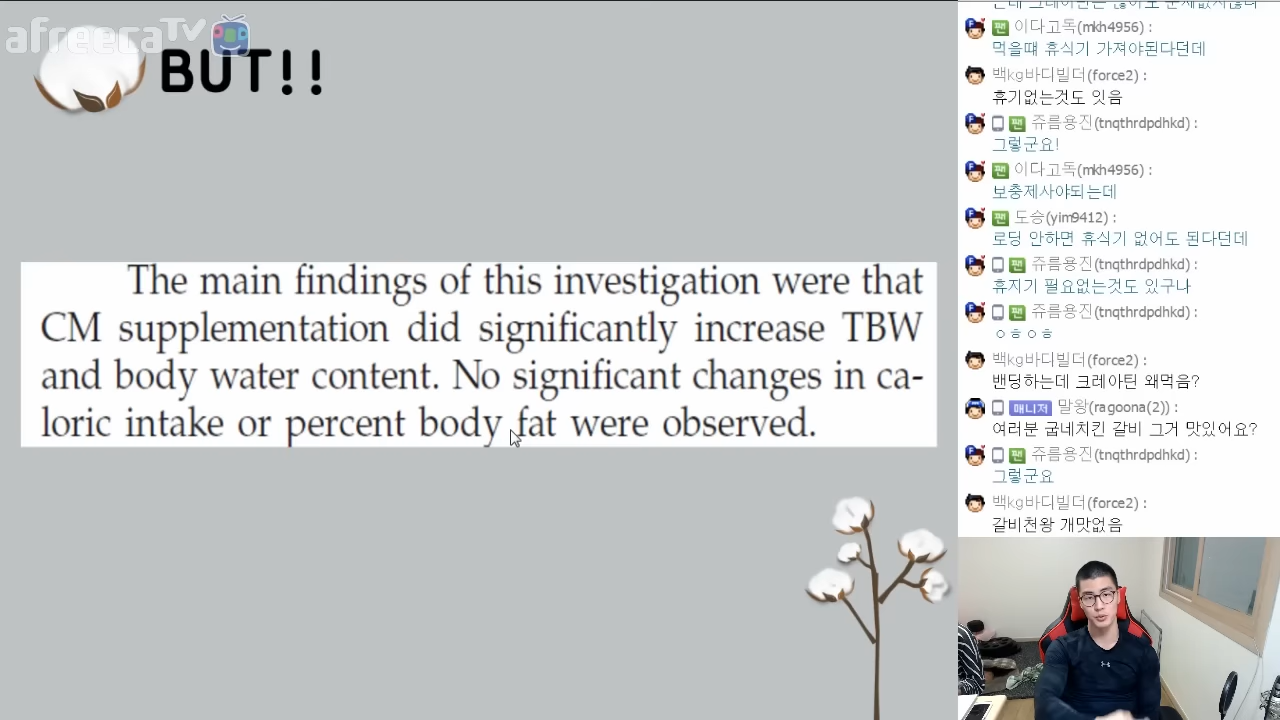 afreecaTV
BUT!!
The main findings of this investigation were that
CM supplementation did significantly increase TBW
and body water content. No significant changes in ca-
loric intake or percent body fat were observed.
팬 이다고독(mkh4956) :
먹을떄 휴식기 가져야된다던데
백kg바디빌더(force2) :
휴기없는것도 잇음
팬 쥬름용진(tnqthrdpdhkd) :
그렇군요!
팬 이다고독(mkh4956) :
보충제사야되는데
팬 도승(yim9412) :
로딩 안하면 휴식기 없어도 된다던데
팬 쥬름용진(tnqthrdpdhkd) :
휴지기 필요없는것도 있구나
팬 쥬름용진(tnqthrdpdhkd) :
ㅇㅎㅇㅎ
백kg바디빌더(force2) :
밴딩하는데 크레아틴 왜먹음?
매니저 말왕(ragoona(2)) :
여러분 굽네치킨 갈비 그거 맛있어요?
팬 쥬름용진(tnqthrdpdhkd) :
그렇군요
백kg바디빌더(force2) :
갈비천왕 개맛없음